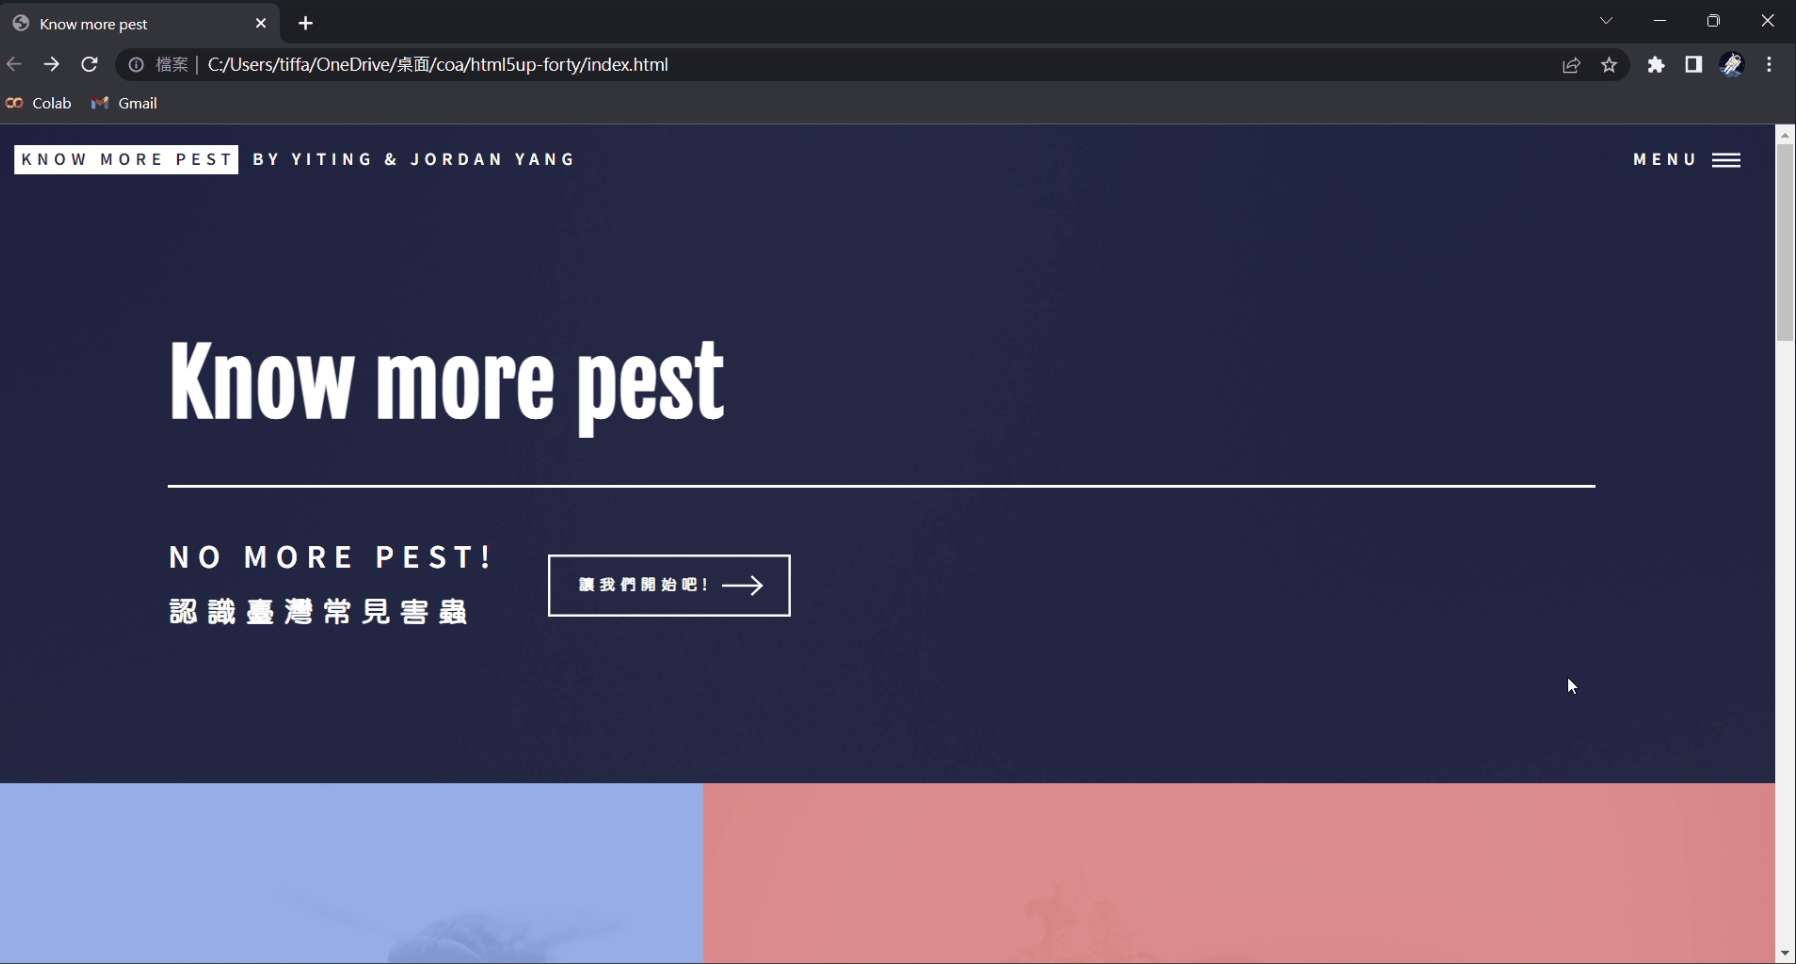 Know more pest
檔案 | C:/Users/tiffa/OneDrive/桌面/coa/html5up-forty/index.html
Colab Gmail
KNOW MORE PEST BY YITING & JORDAN YANG MENU
Know more pest
NO MORE PEST!
認識臺灣常見害蟲
讓我們開始吧!